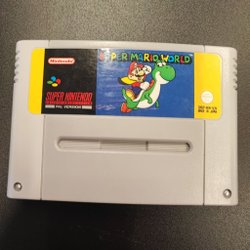 Nintendo
SUPER MARIO WORLD
SUPER NINTENDO
PAL VERSION